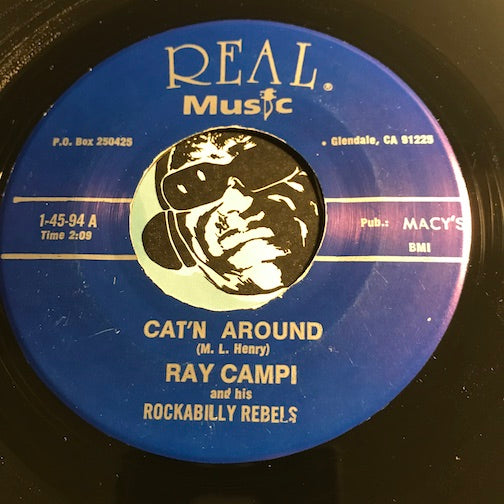 REAL®
Music
P.O. Box 250425
• Glendale, CA 91225
1-45-94 A
Pub.: MACY'S
Time 2:09
BMI
CAT'N AROUND
(M. L. Henry)
RAY CAMPI
and his
ROCKABILLY REBELS